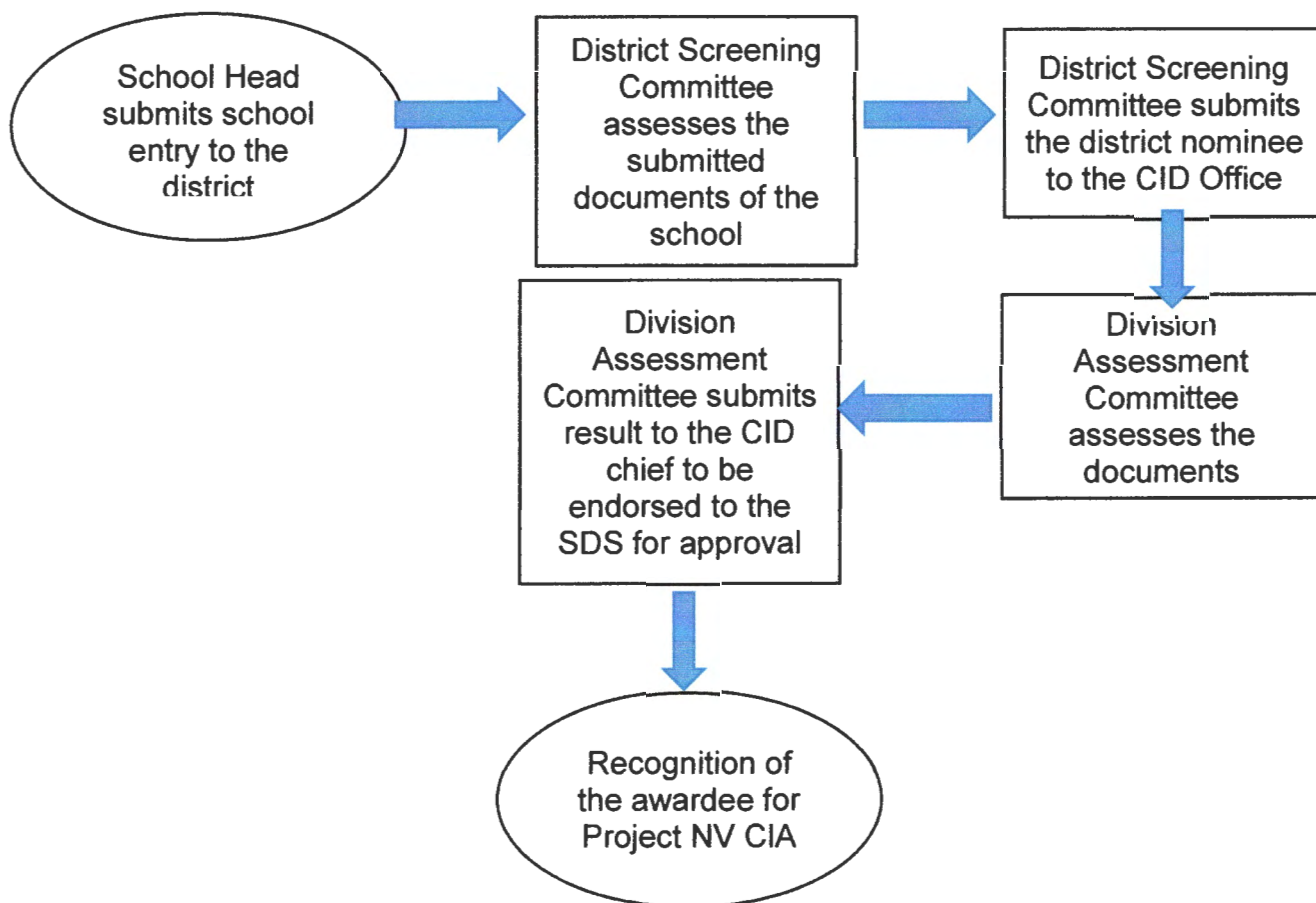 School Head
submits school
entry to the
district
District Screening
Committee
assesses the
submitted
documents of the
school
District Screening
Committee submits
the district nominee
to the CID Office
Division
Assessment
Committee
assesses the
documents
Division
Assessment
Committee submits
result to the CID
chief to be
endorsed to the
SDS for approval
Recognition of
the awardee for
Project NV CIA